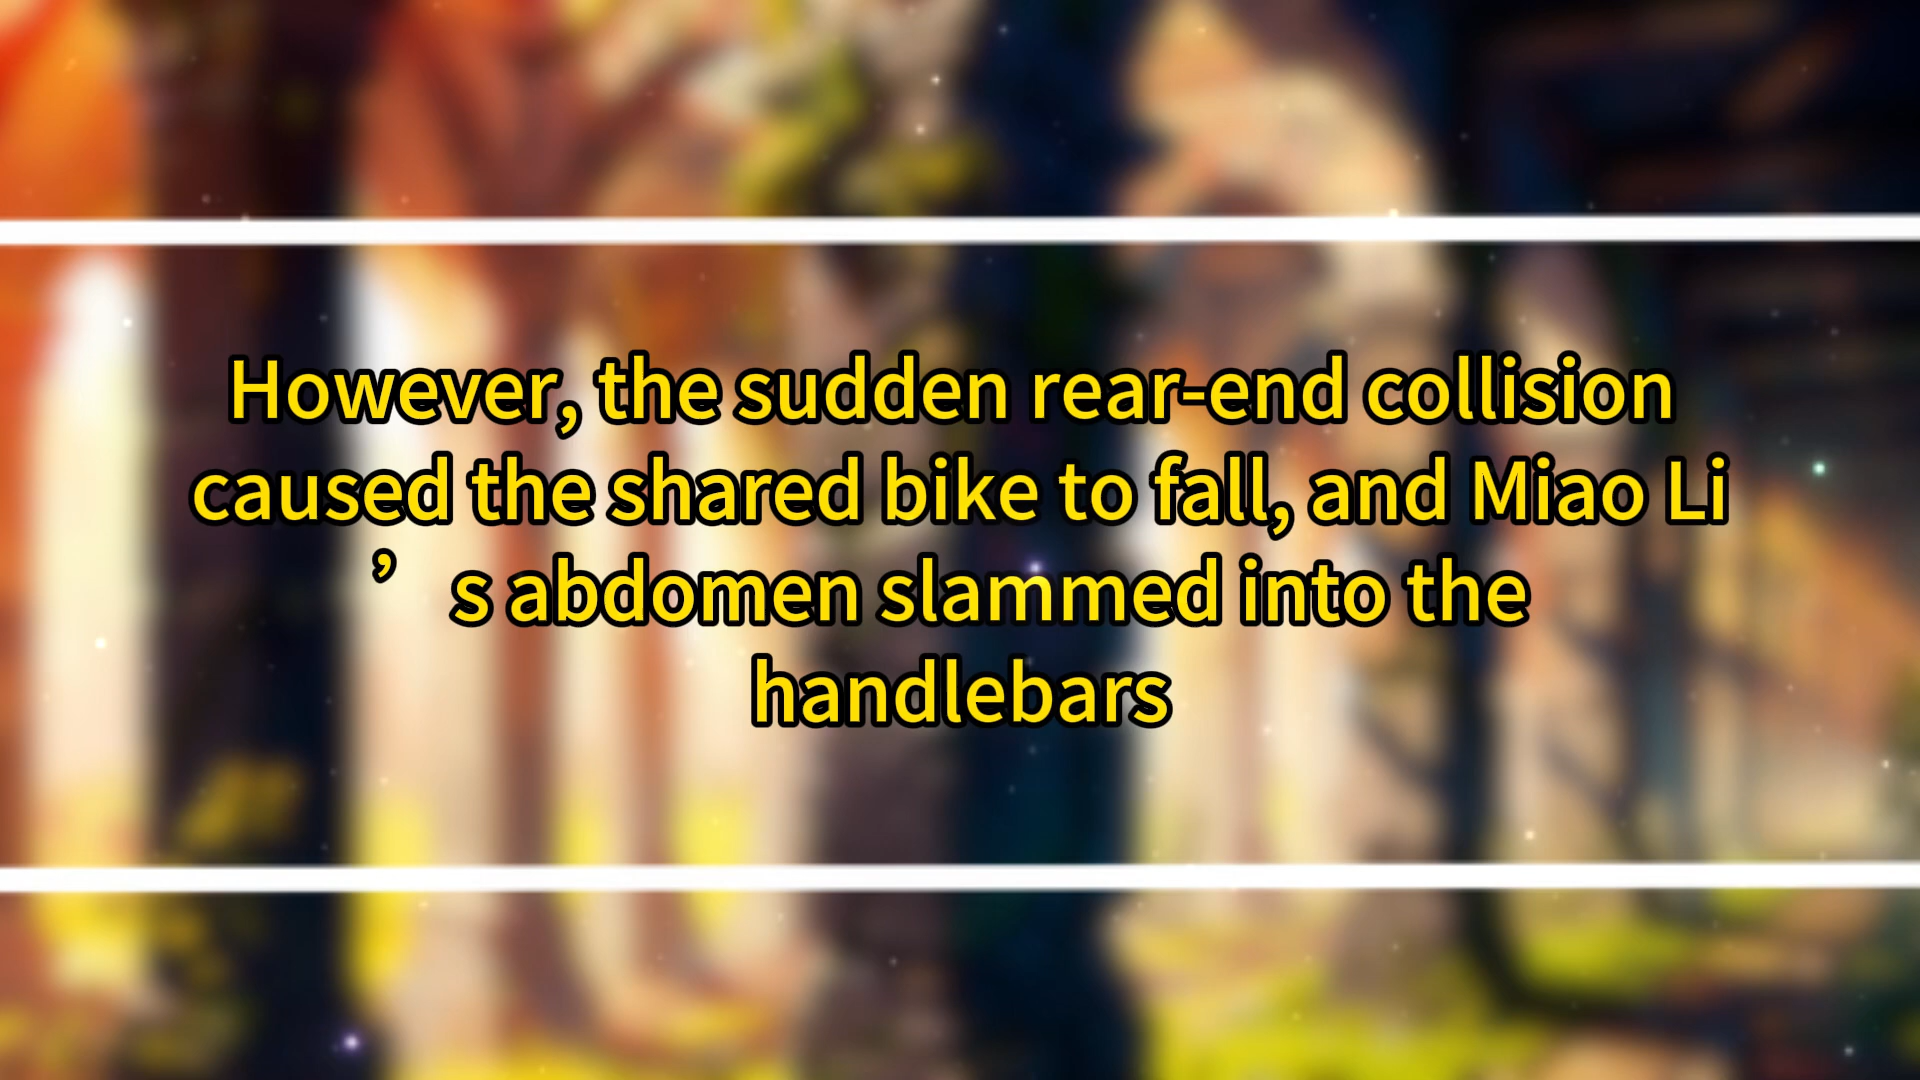 However, the sudden rear-end collision
caused the shared bike to fall, and Miao Li
’ s abdomen slammed into the
handlebars